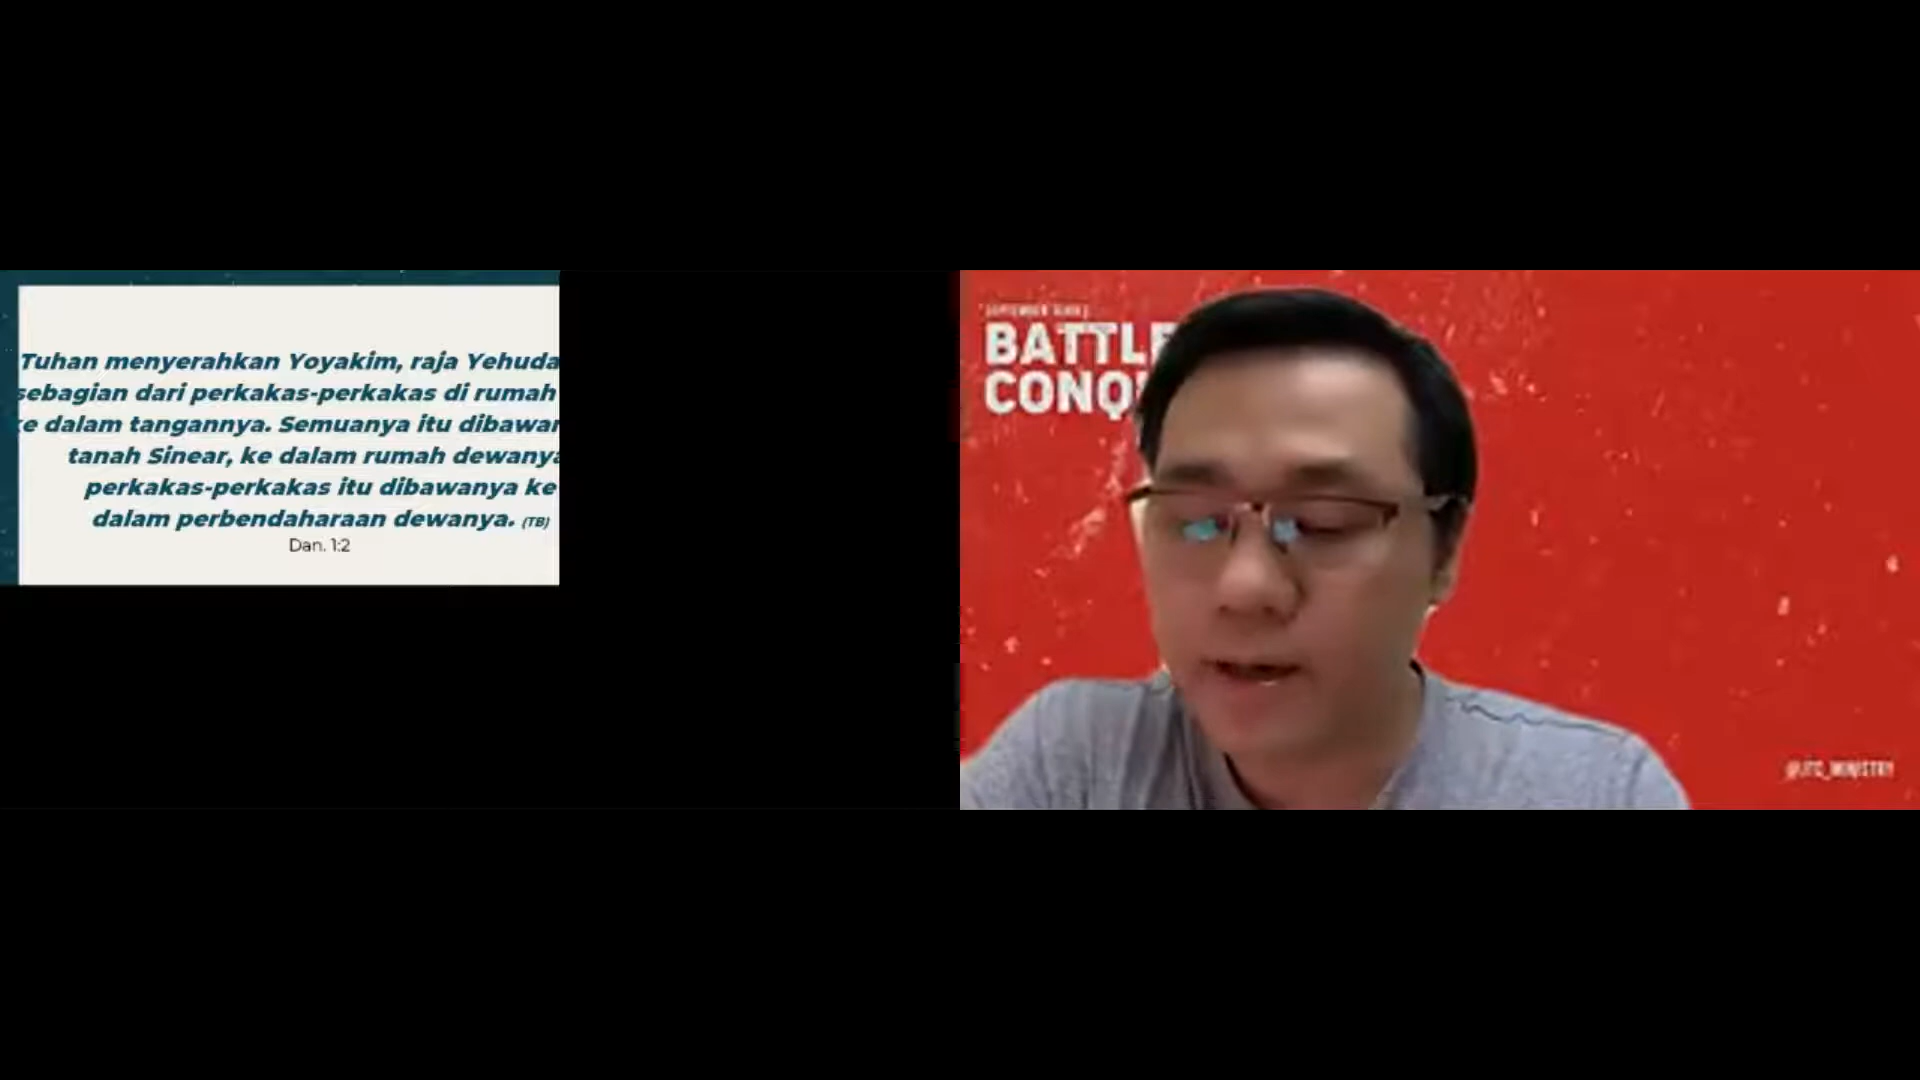 Tuhan menyerahkan Yoyakim, raja Yehuda
sebagian dari perkakas-perkakas di rumah
ke dalam tangannya. Semuanya itu dibawa
tanah Sinear, ke dalam rumah dewanya
perkakas-perkakas itu dibawanya ke
dalam perbendaharaan dewanya. (TB)
Dan. 1:2
BATTLE
CONQ